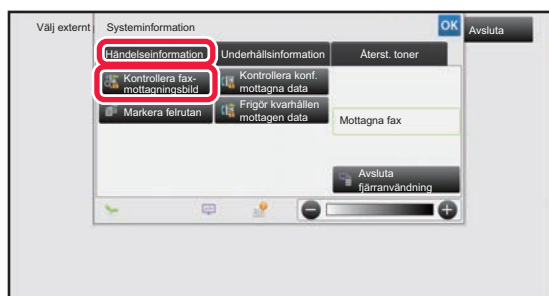 Välj externt
Systeminformation
OK
Avsluta
Händelseinformation
Underhållsinformation
Återst. toner
Kontrollera fax-
mottagningsbild
Kontrollera konf.
mottagna data
Markera felrutan
Frigör kvarhållen
mottagen data
Mottagna fax
Avsluta
fjärranvändning